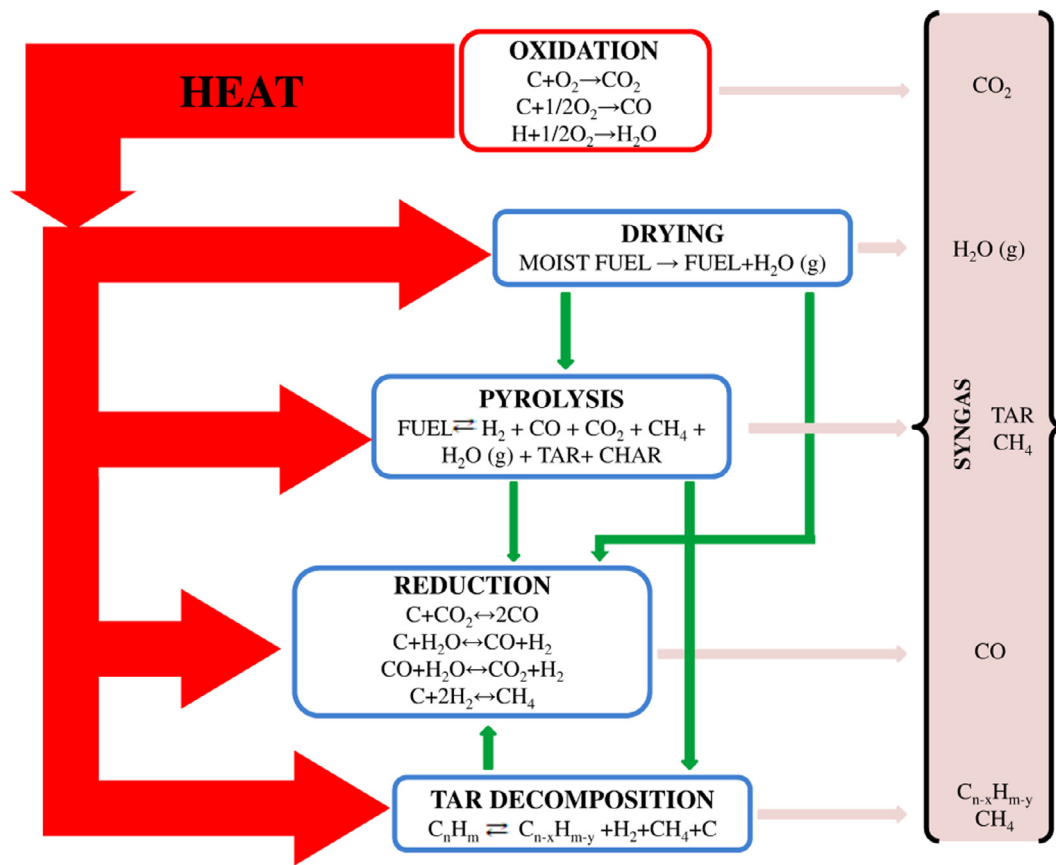 HEAT
OXIDATION
C+O₂→CO₂
C+1/2O₂→CO
H+1/2O₂→H₂O
CO₂
DRYING
MOIST FUEL → FUEL+H₂O (g)
H₂O (g)
PYROLYSIS
FUEL⇄ H₂ + CO + CO₂ + CH₄ +
H₂O (g) + TAR+ CHAR
SYNGAS
TAR
CH₄
REDUCTION
C+CO₂↔2CO
C+H₂O↔CO+H₂
CO+H₂O↔CO₂+H₂
C+2H₂↔CH₄
CO
TAR DECOMPOSITION
CₙHₘ ⇄ Cₙ₋ₓHₘ₋y +H₂+CH₄+C
Cₙ₋ₓHₘ₋y
CH₄